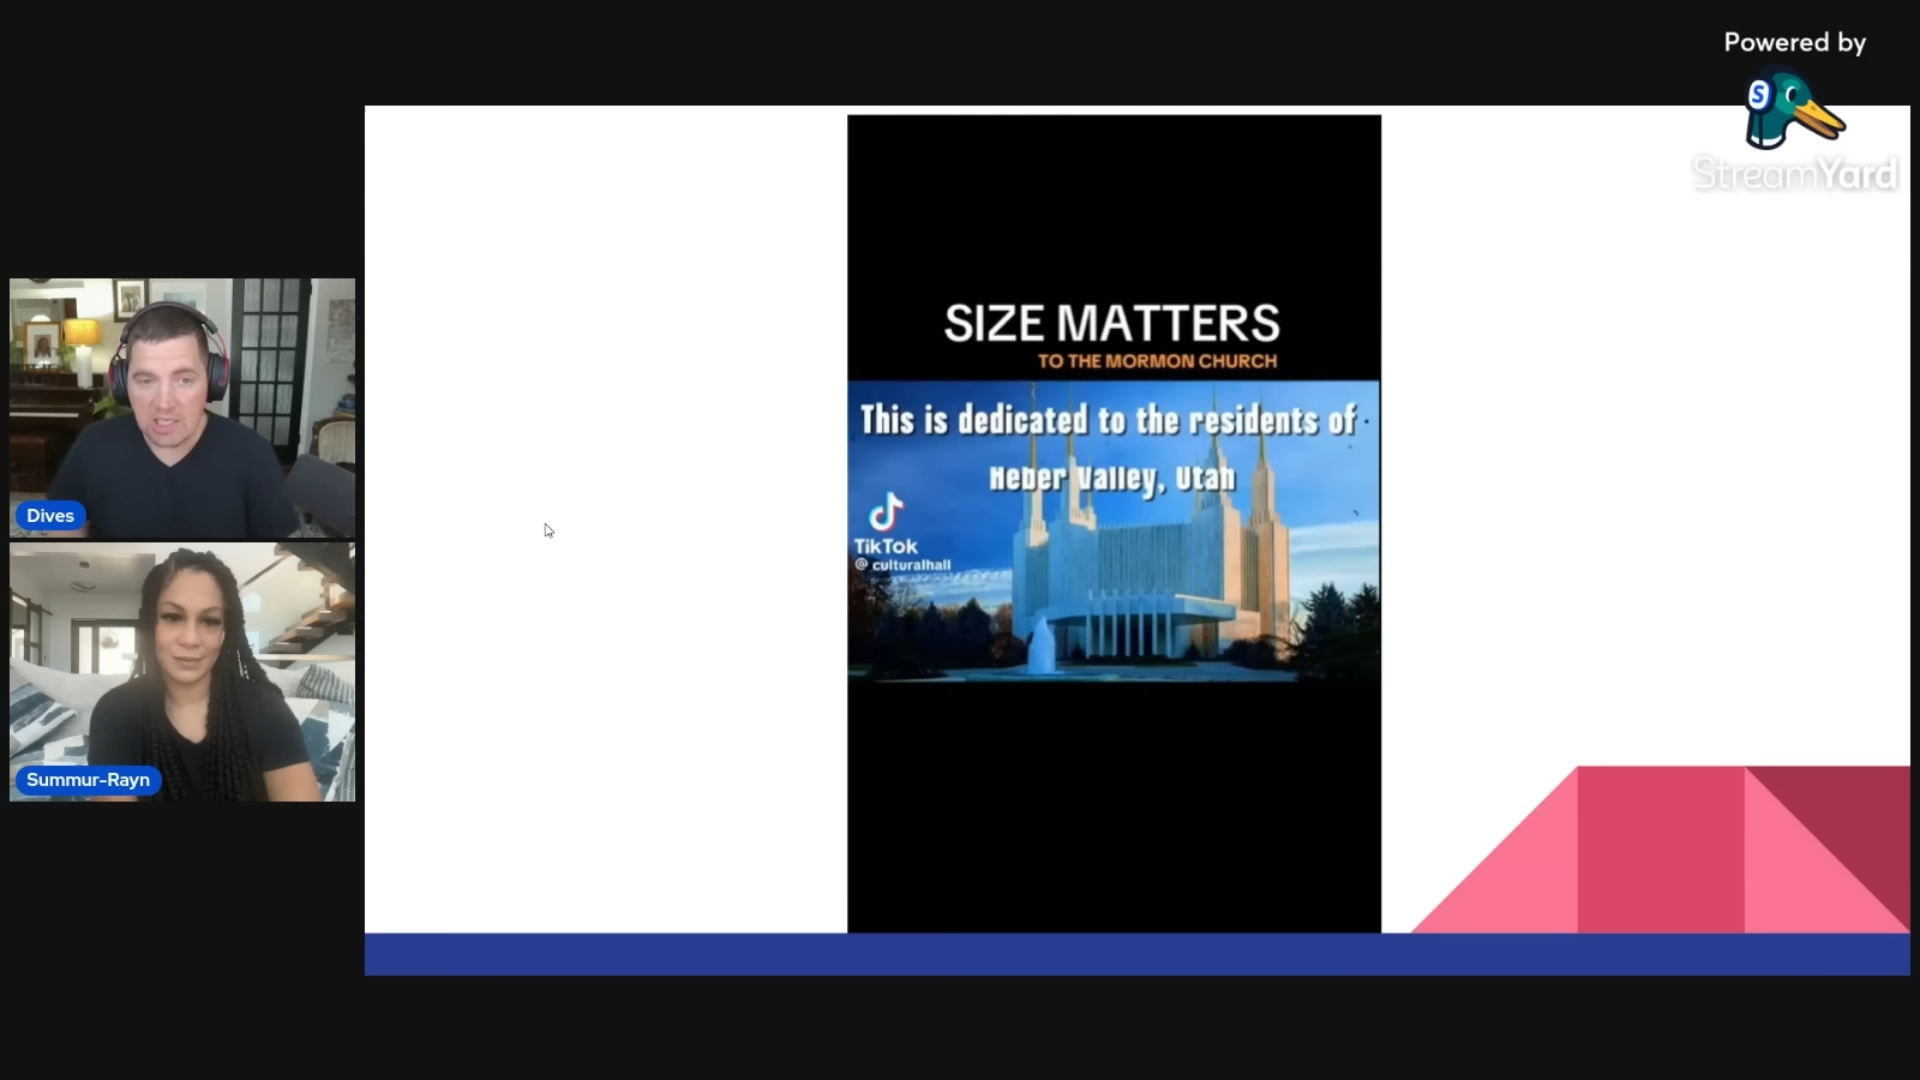 Powered by
S
StreamYard
SIZE MATTERS
TO THE MORMON CHURCH
This is dedicated to the residents of
Heber Valley, Utah
TikTok
@ culturalhall
Dives
Summur-Rayn